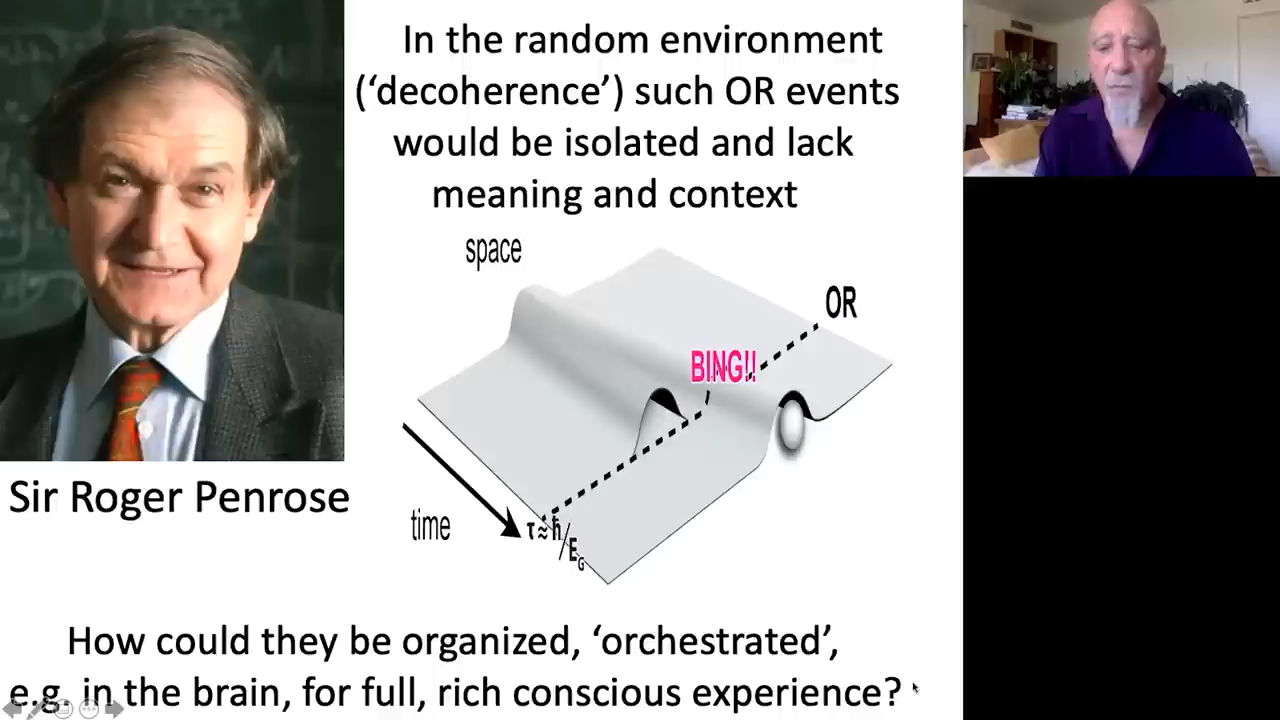 In the random environment
(‘decoherence’) such OR events
would be isolated and lack
meaning and context
space
OR
BING!!
Sir Roger Penrose
time
τ ≈ ħ/E_G
How could they be organized, ‘orchestrated’,
e.g. in the brain, for full, rich conscious experience?